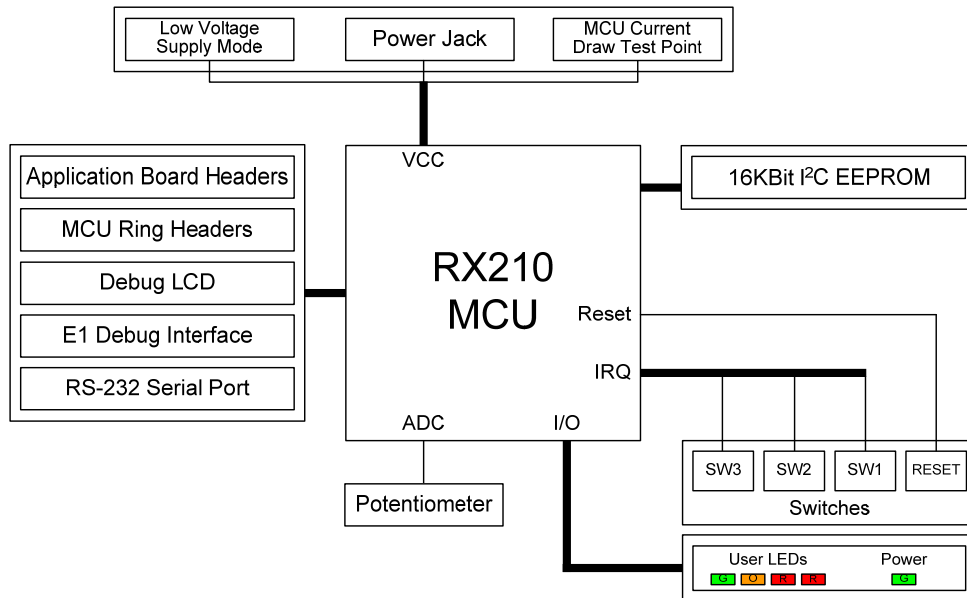 Low Voltage
Supply Mode
Power Jack
MCU Current
Draw Test Point
VCC
Application Board Headers
MCU Ring Headers
Debug LCD
E1 Debug Interface
RS-232 Serial Port
16KBit I²C EEPROM
RX210
MCU
Reset
IRQ
ADC
I/O
Potentiometer
SW3
SW2
SW1
RESET
Switches
User LEDs
Power
G
O
R
R
G